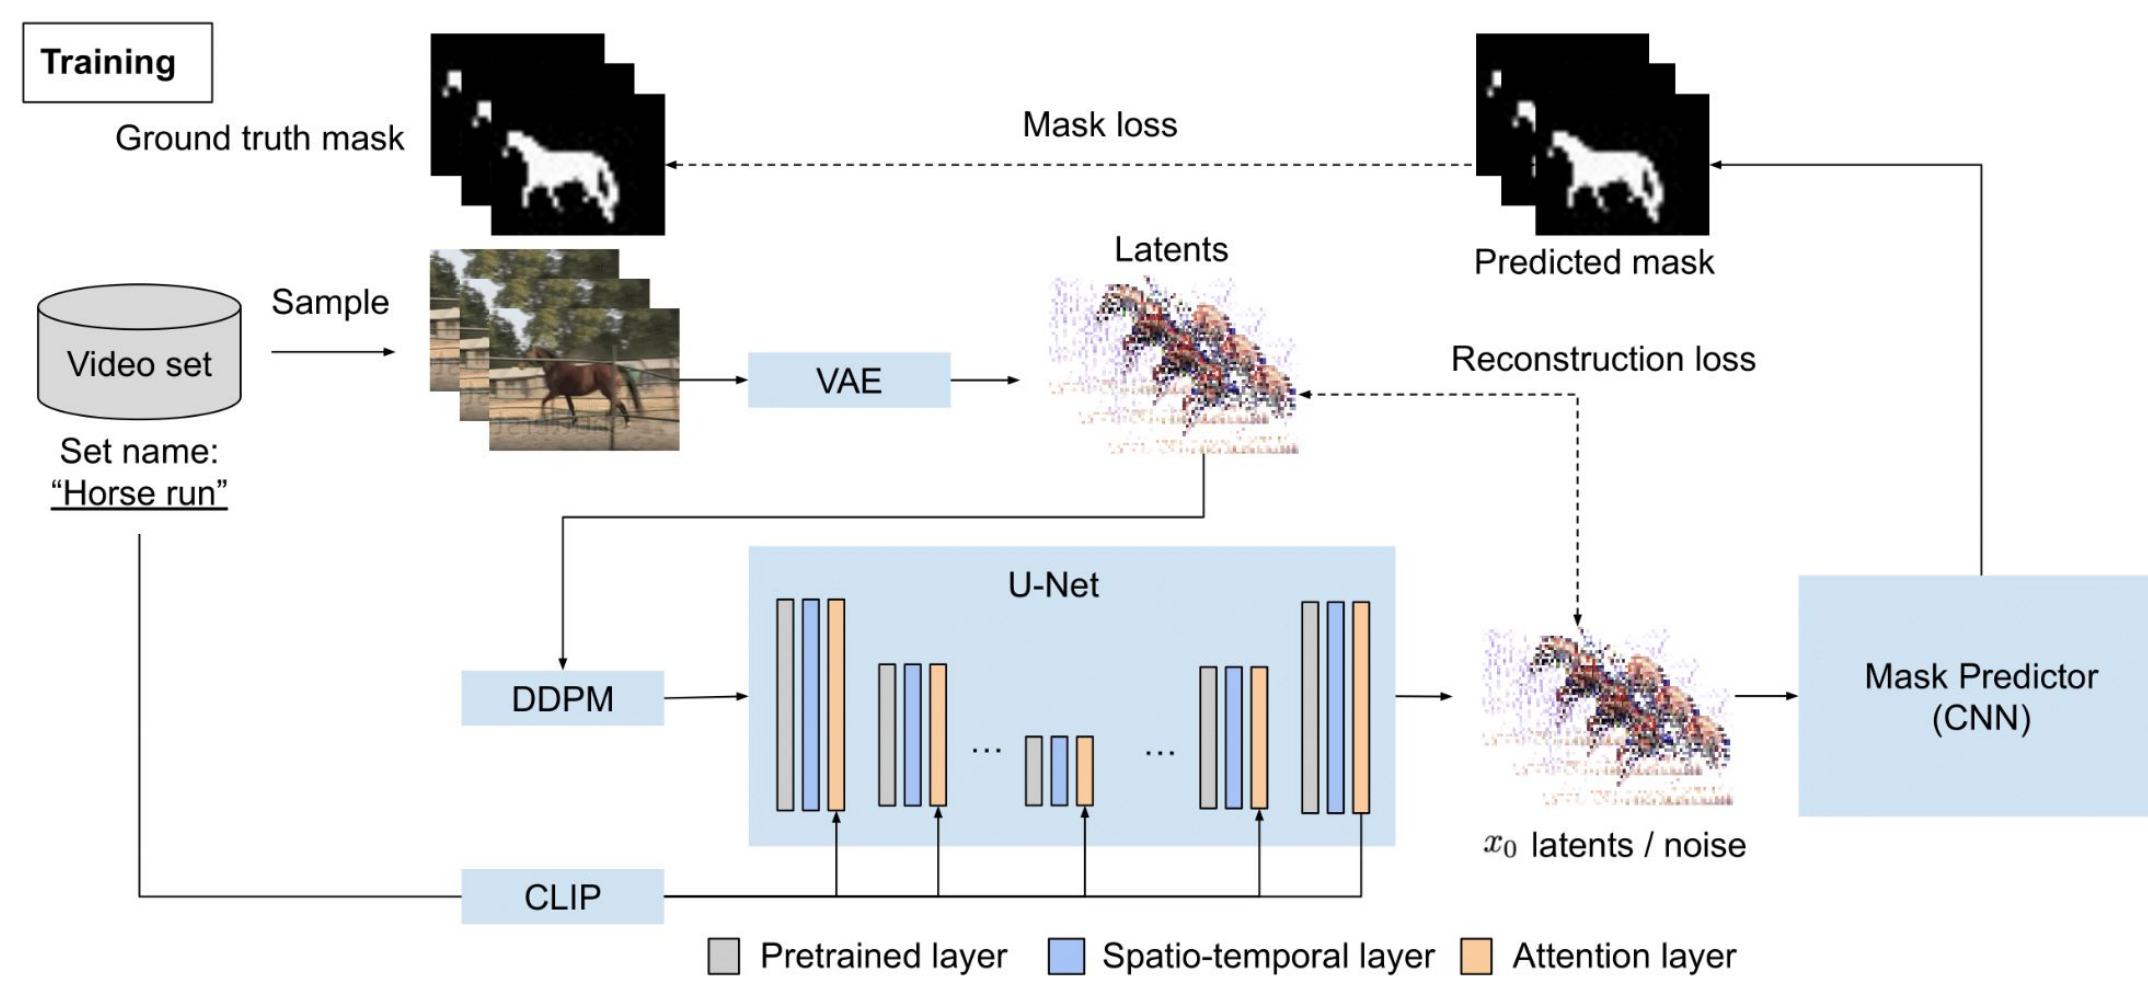 Training
Ground truth mask
Mask loss
Predicted mask
Latents
Sample
Video set
VAE
Reconstruction loss
Set name:
“Horse run”
U-Net
DDPM
...
...
Mask Predictor
(CNN)
x₀ latents / noise
CLIP
Pretrained layer
Spatio-temporal layer
Attention layer